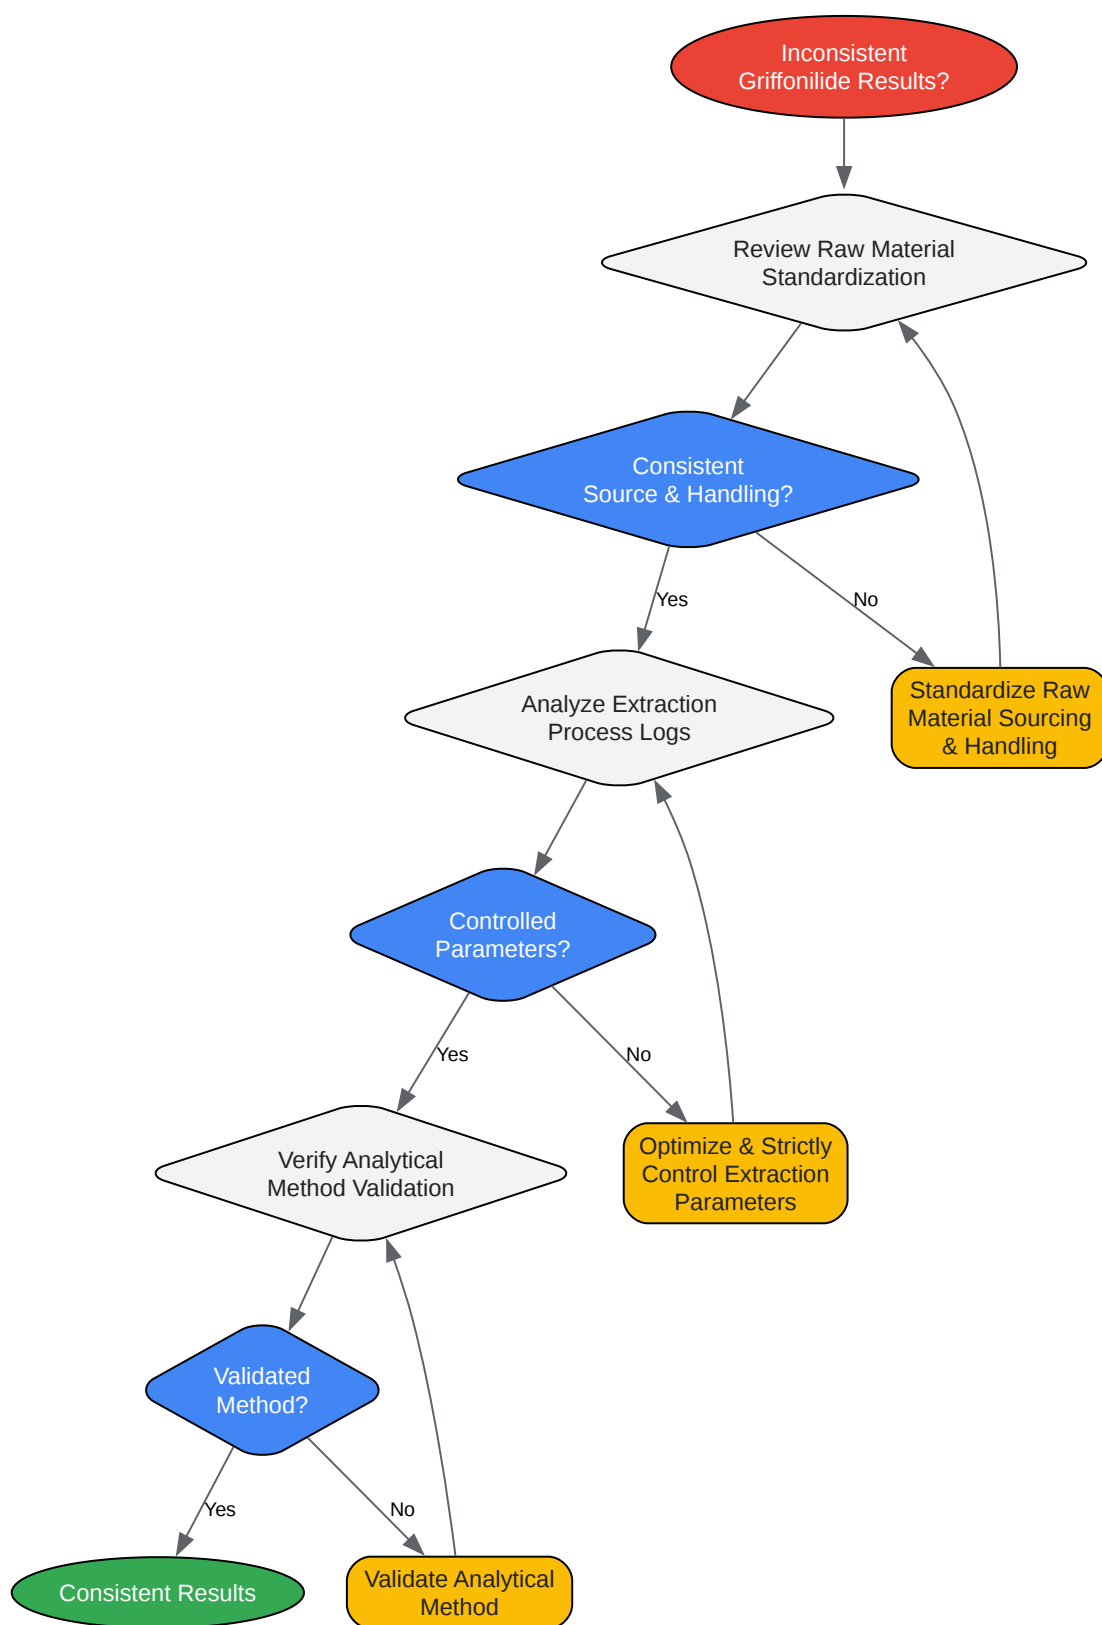 Inconsistent
Griffonilide Results?
Review Raw Material
Standardization
Consistent
Source & Handling?
Yes
No
Standardize Raw
Material Sourcing
& Handling
Analyze Extraction
Process Logs
Controlled
Parameters?
Yes
No
Optimize & Strictly
Control Extraction
Parameters
Verify Analytical
Method Validation
Validated
Method?
Yes
No
Consistent Results
Validate Analytical
Method